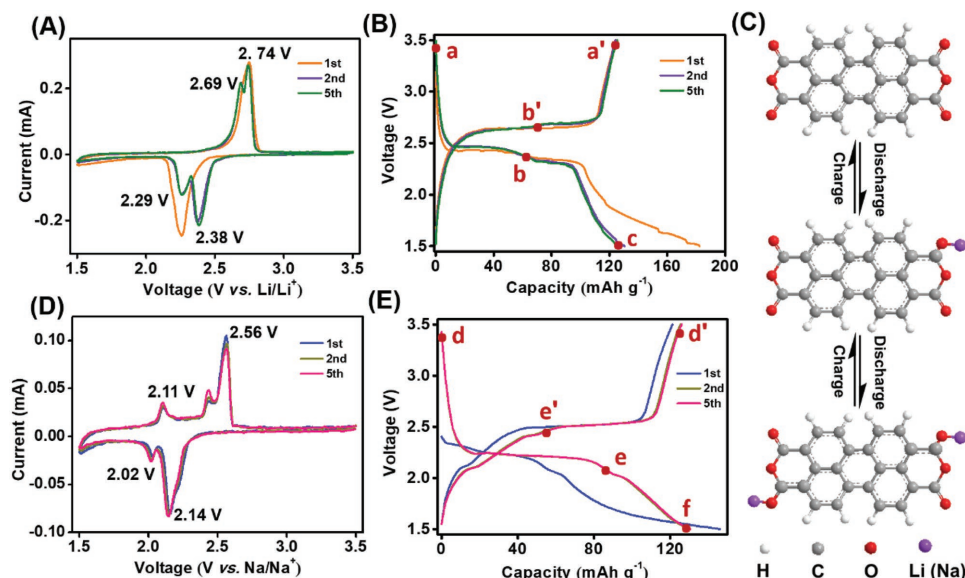 (A)
2. 74 V
2.69 V
1st
2nd
5th
2.29 V
2.38 V
0.2
0.0
-0.2
Current (mA)
1.5 2.0 2.5 3.0 3.5
Voltage (V vs. Li/Li+)
(B)
3.5
3.0
2.5
2.0
1.5
Voltage (V)
a
a'
b'
b
c
1st
2nd
5th
0 40 80 120 160 200
Capacity (mAh g-1)
(C)
Charge
Discharge
Charge
Discharge
H C O Li (Na)
(D)
2.56 V
2.11 V
1st
2nd
5th
2.02 V
2.14 V
0.10
0.05
0.00
-0.05
-0.10
Current (mA)
1.5 2.0 2.5 3.0 3.5
Voltage (V vs. Na/Na+)
(E)
3.5
3.0
2.5
2.0
1.5
Voltage (V)
d
d'
e'
e
f
1st
2nd
5th
0 40 80 120
Capacity (mAh g-1)